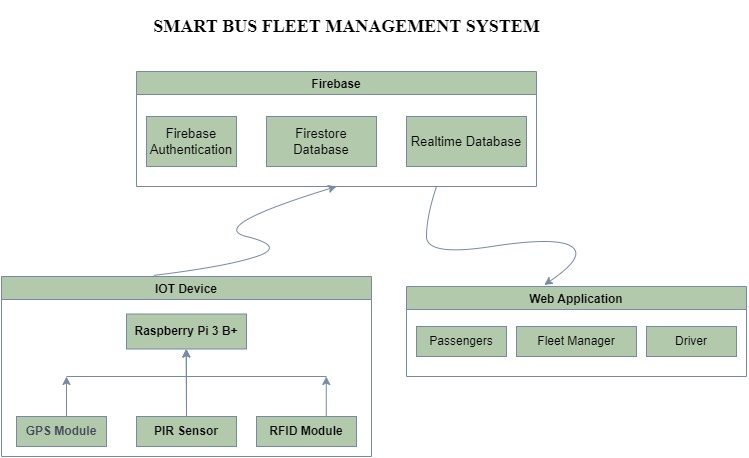 SMART BUS FLEET MANAGEMENT SYSTEM
Firebase
Firebase
Authentication
Firestore
Database
Realtime Database
IOT Device
Raspberry Pi 3 B+
GPS Module
PIR Sensor
RFID Module
Web Application
Passengers
Fleet Manager
Driver